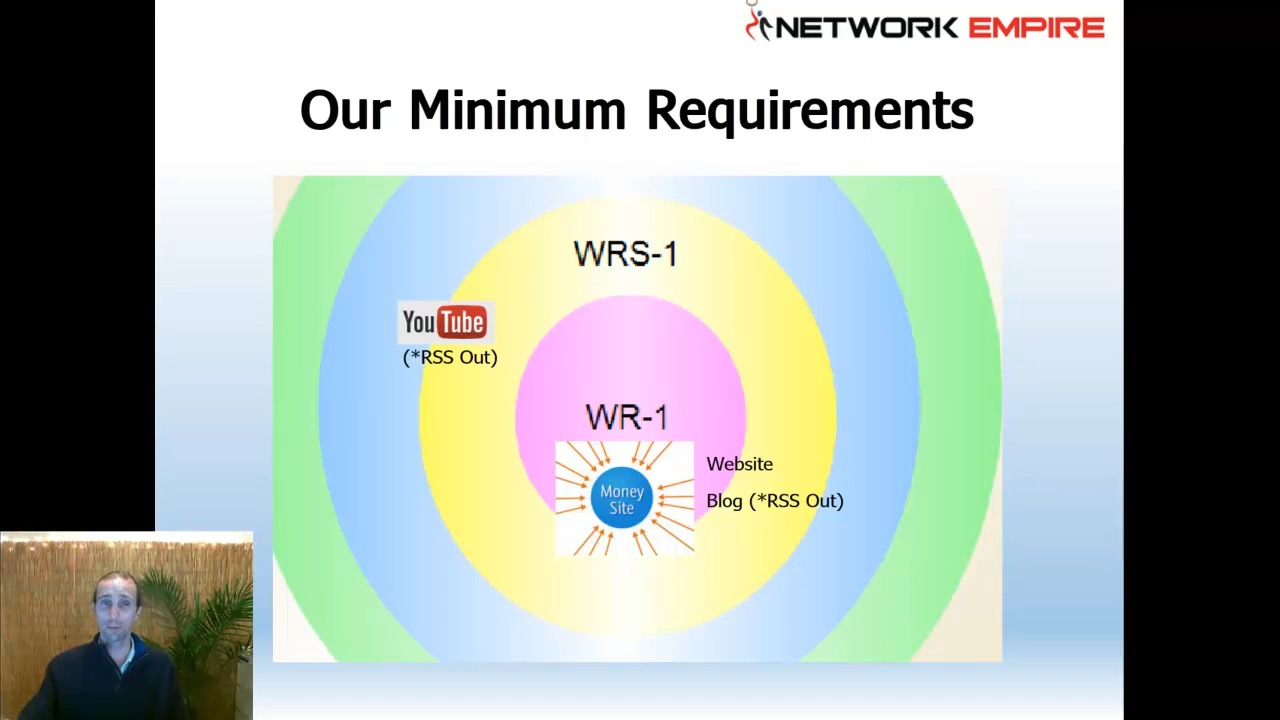 NETWORK EMPIRE
Our Minimum Requirements
WRS-1
YouTube
(*RSS Out)
WR-1
Money
Site
Website
Blog (*RSS Out)